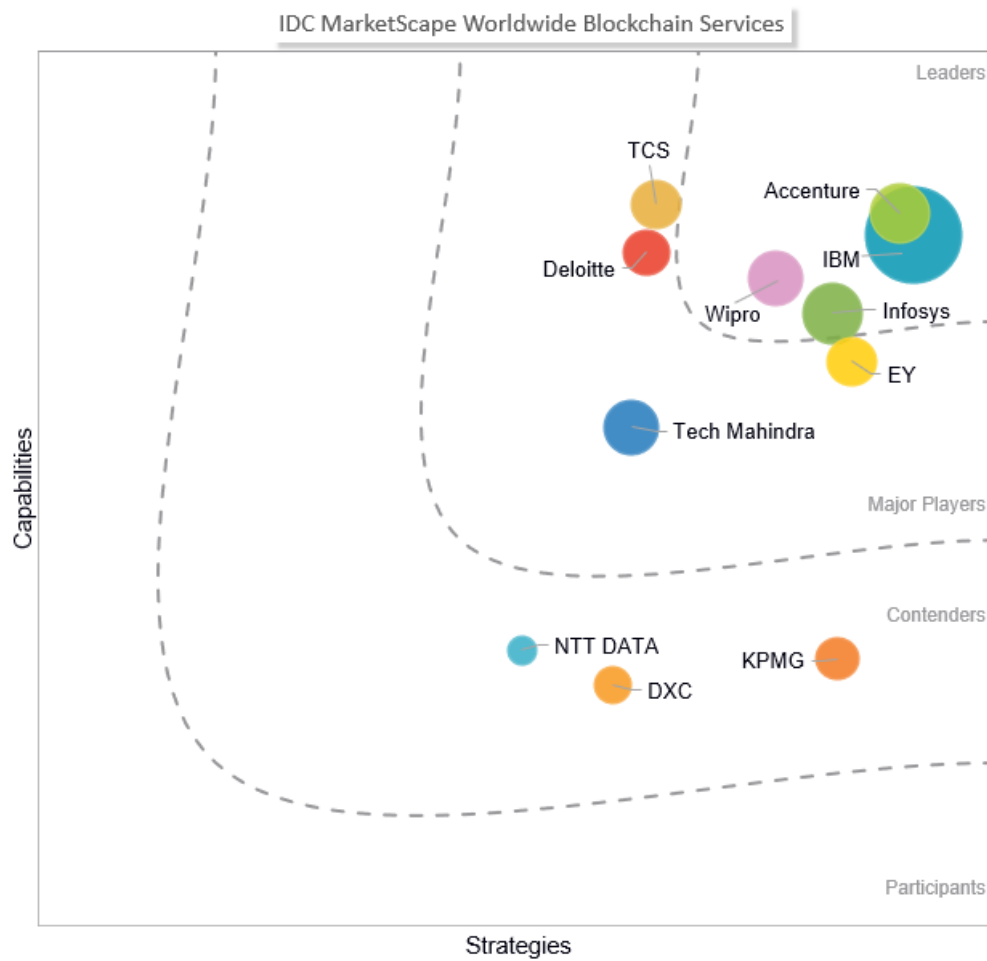 IDC MarketScape Worldwide Blockchain Services
Leaders
TCS
Accenture
Deloitte
IBM
Wipro
Infosys
EY
Tech Mahindra
Capabilities
Major Players
Contenders
NTT DATA
KPMG
DXC
Participants
Strategies